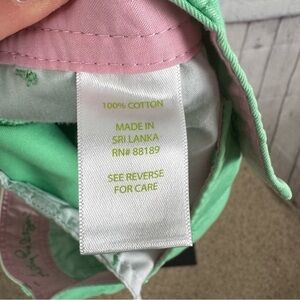 100% COTTON
MADE IN
SRI LANKA
RN# 88189
SEE REVERSE
FOR CARE